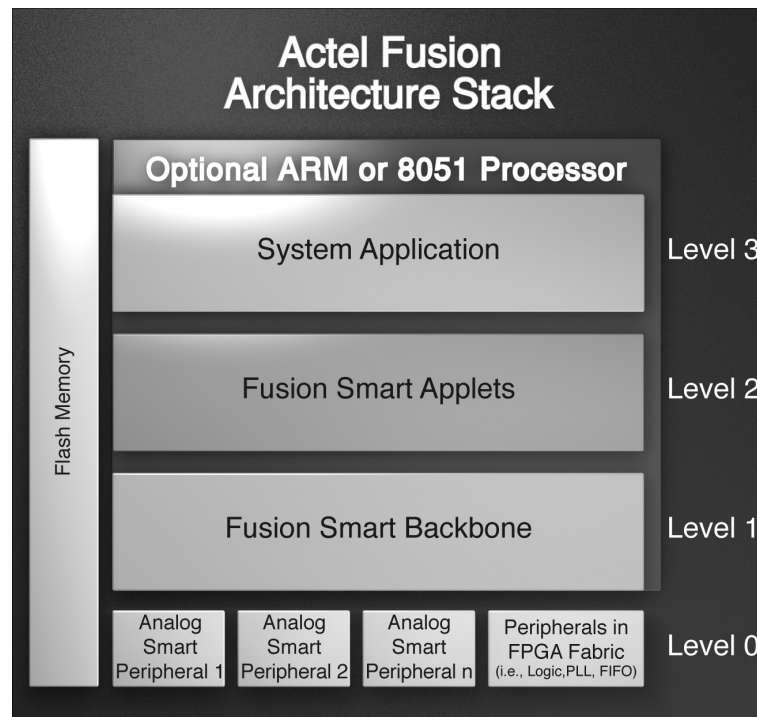 Actel Fusion
Architecture Stack
Optional ARM or 8051 Processor
System Application
Level 3
Flash Memory
Fusion Smart Applets
Level 2
Fusion Smart Backbone
Level 1
Analog
Smart
Peripheral 1
Analog
Smart
Peripheral 2
Analog
Smart
Peripheral n
Peripherals in
FPGA Fabric
(i.e., Logic,PLL, FIFO)
Level 0